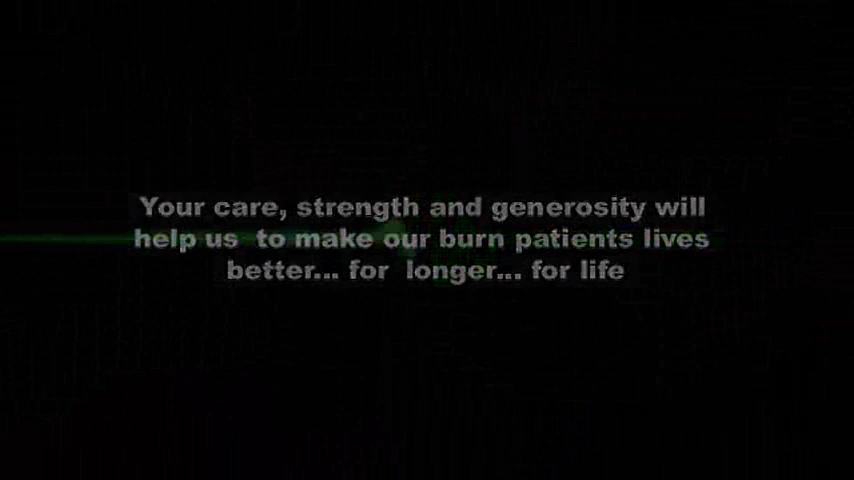 Your care, strength and generosity will
help us  to make our burn patients lives
better... for  longer... for life